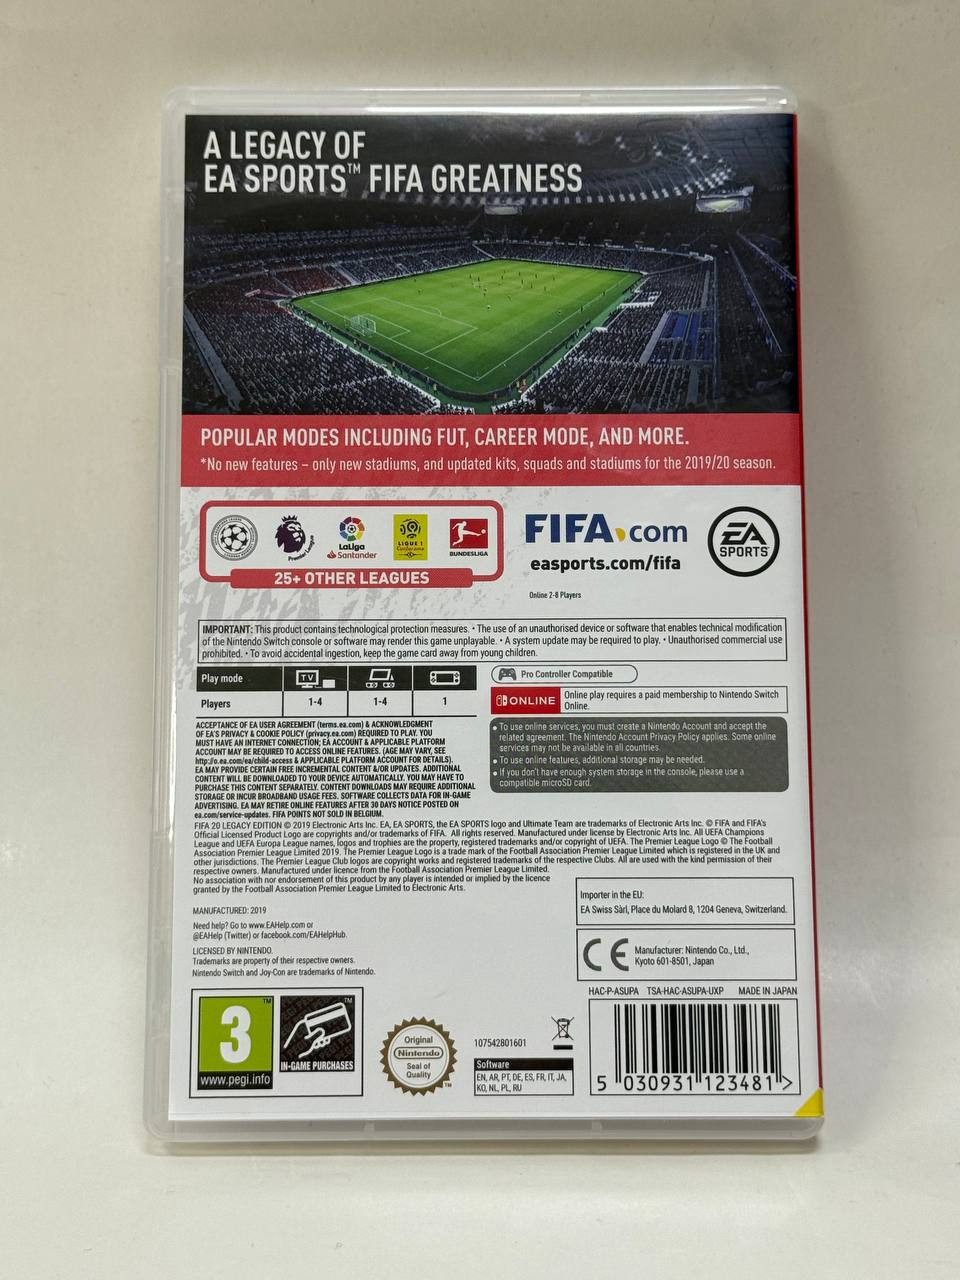 A LEGACY OF
EA SPORTS™ FIFA GREATNESS
POPULAR MODES INCLUDING FUT, CAREER MODE, AND MORE.
*No new features – only new stadiums, and updated kits, squads and stadiums for the 2019/20 season.
Premier League
LaLiga
Santander
LIGUE 1
Conforama
BUNDESLIGA
25+ OTHER LEAGUES
FIFA.com
easports.com/fifa
EA
SPORTS™
Online 2-8 Players
IMPORTANT: This product contains technological protection measures. • The use of an unauthorised device or software that enables technical modification
of the Nintendo Switch console or software may render this game unplayable. • A system update may be required to play. • Unauthorised commercial use
prohibited. • To avoid accidental ingestion, keep the game card away from young children.
Play mode
TV
Players
1-4
1-4
1
Pro Controller Compatible
ONLINE
Online play requires a paid membership to Nintendo Switch
Online.
• To use online services, you must create a Nintendo Account and accept the
related agreement. The Nintendo Account Privacy Policy applies. Some online
services may not be available in all countries.
• To use online features, additional storage may be needed.
• If you don't have enough system storage in the console, please use a
compatible microSD card.
ACCEPTANCE OF EA USER AGREEMENT (terms.ea.com) & ACKNOWLEDGMENT
OF EA'S PRIVACY & COOKIE POLICY (privacy.ea.com) REQUIRED TO PLAY. YOU
MUST HAVE AN INTERNET CONNECTION; EA ACCOUNT & APPLICABLE PLATFORM
ACCOUNT MAY BE REQUIRED TO ACCESS ONLINE FEATURES. (AGE MAY VARY, SEE
http://o.ea.com/ea/child-access & APPLICABLE PLATFORM ACCOUNT FOR DETAILS).
EA MAY PROVIDE CERTAIN FREE INCREMENTAL CONTENT &/OR UPDATES. ADDITIONAL
CONTENT WILL BE DOWNLOADED TO YOUR DEVICE AUTOMATICALLY. YOU MAY HAVE TO
PURCHASE THIS CONTENT SEPARATELY. CONTENT DOWNLOADS MAY REQUIRE ADDITIONAL
STORAGE OR INCUR BROADBAND USAGE FEES. SOFTWARE COLLECTS DATA FOR IN-GAME
ADVERTISING. EA MAY RETIRE ONLINE FEATURES AFTER 30 DAYS NOTICE POSTED ON
ea.com/service-updates. FIFA POINTS NOT SOLD IN BELGIUM.
FIFA 20 LEGACY EDITION © 2019 Electronic Arts Inc. EA, EA SPORTS, the EA SPORTS logo and Ultimate Team are trademarks of Electronic Arts Inc. © FIFA and FIFA's
Official Licensed Product Logo are copyrights and/or trademarks of FIFA. All rights reserved. Manufactured under license by Electronic Arts Inc. All UEFA Champions
League and UEFA Europa League names, logos and trophies are the property, registered trademarks and/or copyright of UEFA. The Premier League Logo © The Football
Association Premier League Limited 2019. The Premier League Logo is a trade mark of the Football Association Premier League Limited which is registered in the UK and
other jurisdictions. The Premier League Club logos are copyright works and registered trademarks of the respective Clubs. All are used with the kind permission of their
respective owners. Manufactured under licence from the Football Association Premier League Limited.
No association with nor endorsement of this product by any player is intended or implied by the licence
granted by the Football Association Premier League Limited to Electronic Arts.
MANUFACTURED: 2019
Need help? Go to www.EAHelp.com or
@EAHelp (Twitter) or facebook.com/EAHelpHub.
LICENSED BY NINTENDO.
Trademarks are property of their respective owners.
Nintendo Switch and Joy-Con are trademarks of Nintendo.
Importer in the EU:
EA Swiss Sàrl, Place du Molard 8, 1204 Geneva, Switzerland.
CE
Manufacturer: Nintendo Co., Ltd.,
Kyoto 601-8501, Japan
HAC-P-ASUPA TSA-HAC-ASUPA-UXP MADE IN JAPAN
3
www.pegi.info
IN-GAME PURCHASES
Original
Nintendo
Seal of
Quality
107542801601
Software
EN, AR, PT, DE, ES, FR, IT, JA,
KO, NL, PL, RU
5 030931 123481 >